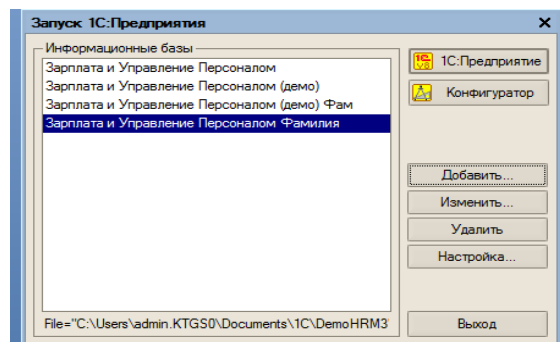 Запуск 1С:Предприятия
Информационные базы
Зарплата и Управление Персоналом
Зарплата и Управление Персоналом (демо)
Зарплата и Управление Персоналом (демо) Фам
Зарплата и Управление Персоналом Фамилия
1С:Предприятие
Конфигуратор
Добавить...
Изменить...
Удалить
Настройка...
File="C:\Users\admin.KTGS0\Documents\1C\DemoHRM3"
Выход